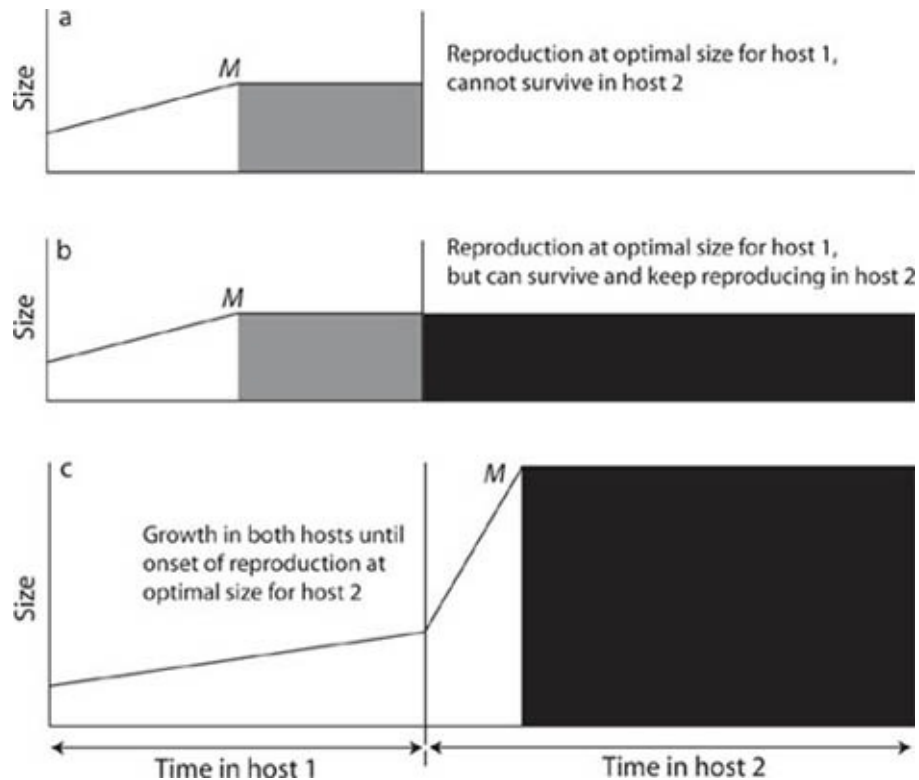 a
M
Size
Reproduction at optimal size for host 1,
cannot survive in host 2
b
M
Size
Reproduction at optimal size for host 1,
but can survive and keep reproducing in host 2
c
M
Size
Growth in both hosts until
onset of reproduction at
optimal size for host 2
Time in host 1
Time in host 2